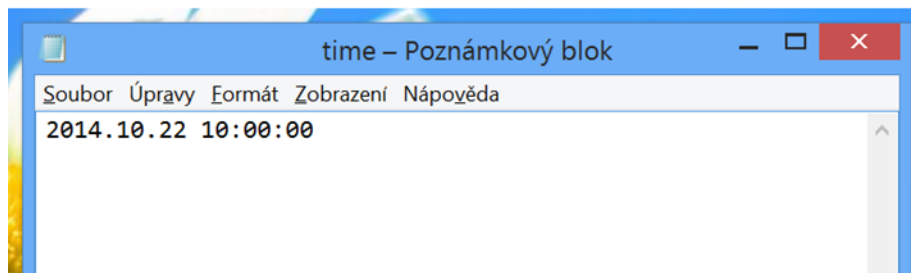 time – Poznámkový blok
Soubor Úpravy Formát Zobrazení Nápověda
2014.10.22 10:00:00